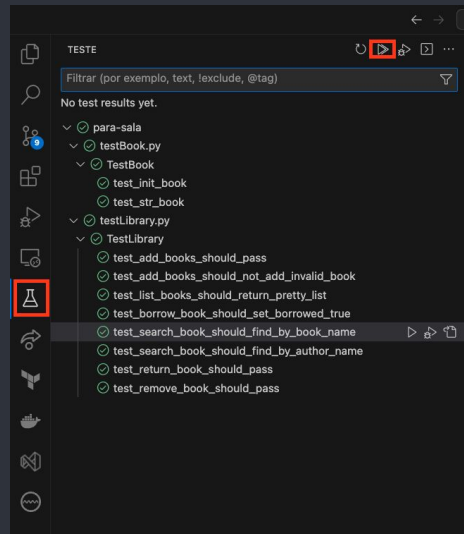 TESTE
Filtrar (por exemplo, text, !exclude, @tag)
No test results yet.
para-sala
testBook.py
TestBook
test_init_book
test_str_book
testLibrary.py
TestLibrary
test_add_books_should_pass
test_add_books_should_not_add_invalid_book
test_list_books_should_return_pretty_list
test_borrow_book_should_set_borrowed_true
test_search_book_should_find_by_book_name
test_search_book_should_find_by_author_name
test_return_book_should_pass
test_remove_book_should_pass
9